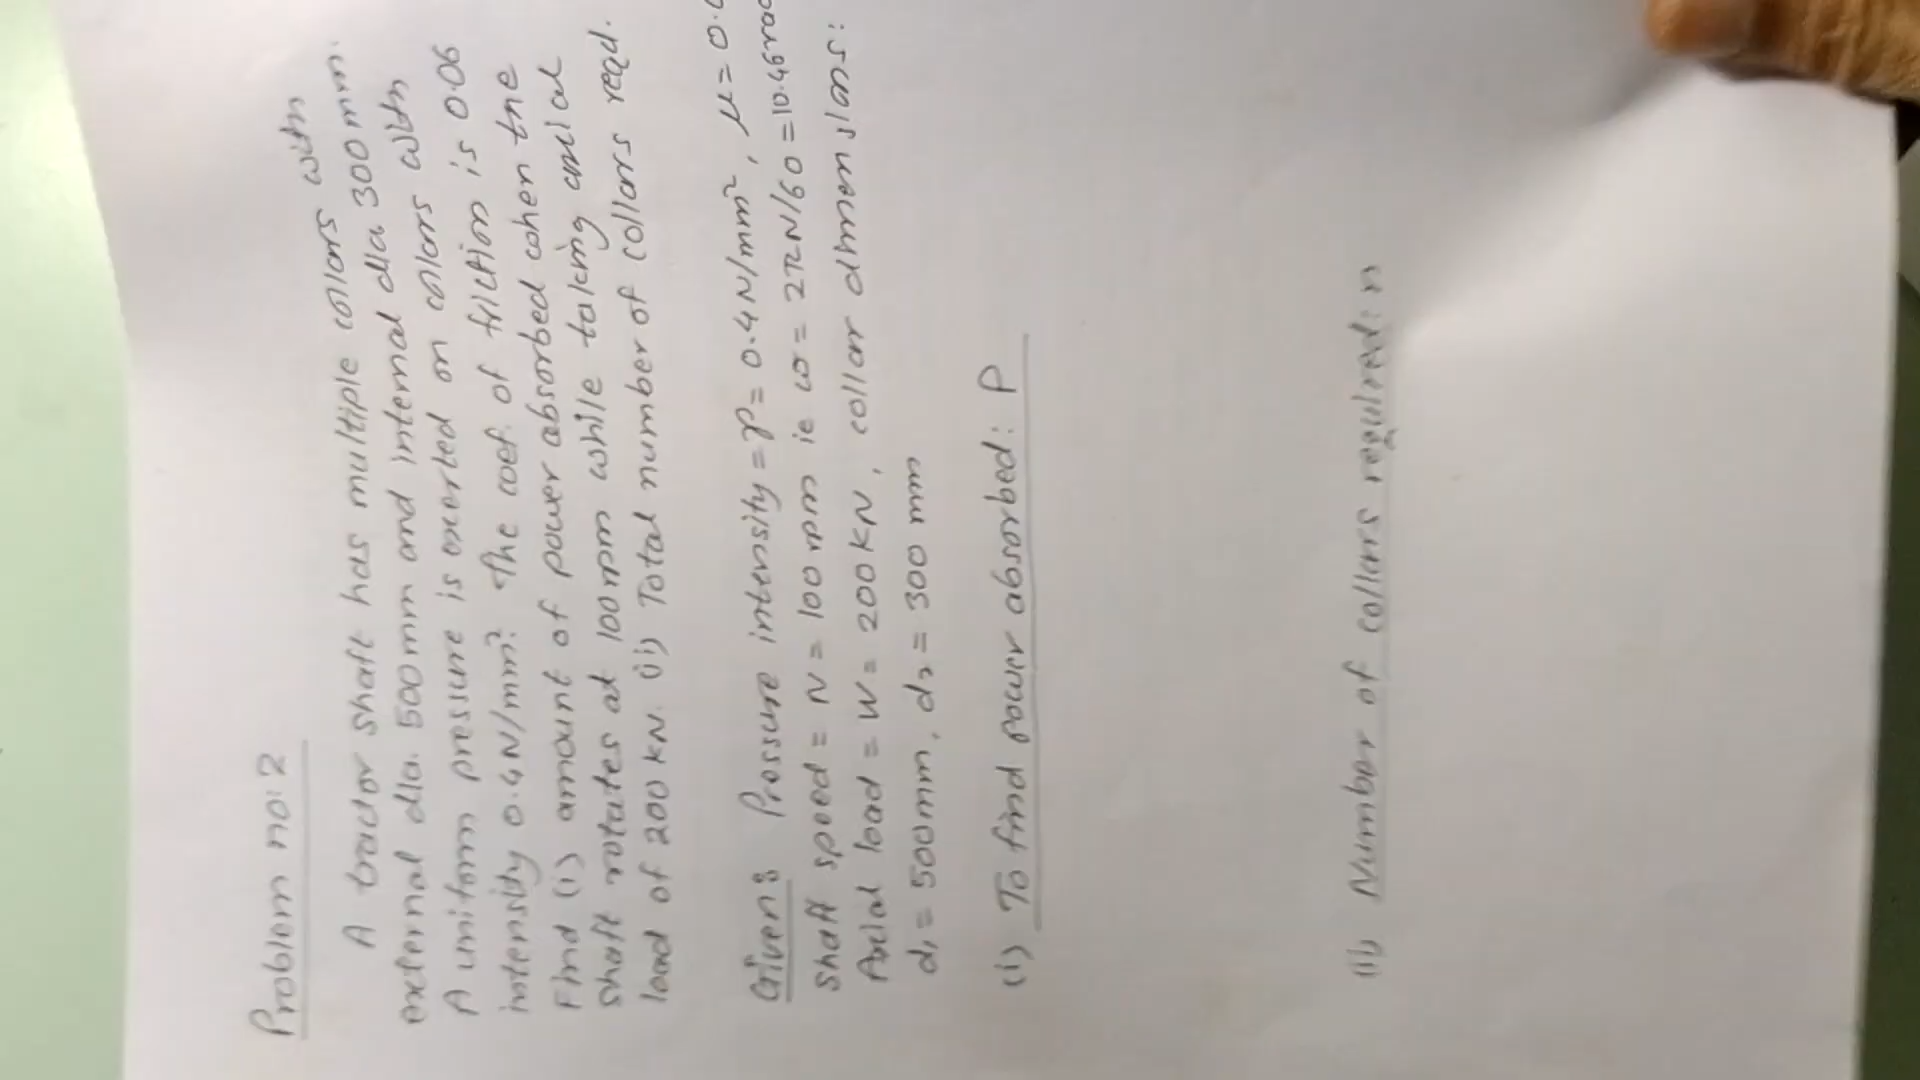 Problem no: 2
A tractor shaft has multiple collars with
external dia. 500 mm and internal dia 300 mm.
A uniform pressure is exerted on collars with
intensity 0.4 N/mm². The coef. of friction is 0.06
Find (i) amount of power absorbed when the
shaft rotates at 100 rpm while taking axial
load of 200 kN. (ii) Total number of collars reqd.
Given: Pressure intensity = p = 0.4 N/mm², μ = 0.0
shaft speed = N = 100 rpm ie ω = 2πN/60 = 10.46 rad
Axial load = W = 200 kN, collar dimensions:
d₁ = 500 mm, d₂ = 300 mm
(i) To find power absorbed: P
(ii) Number of collars required: n